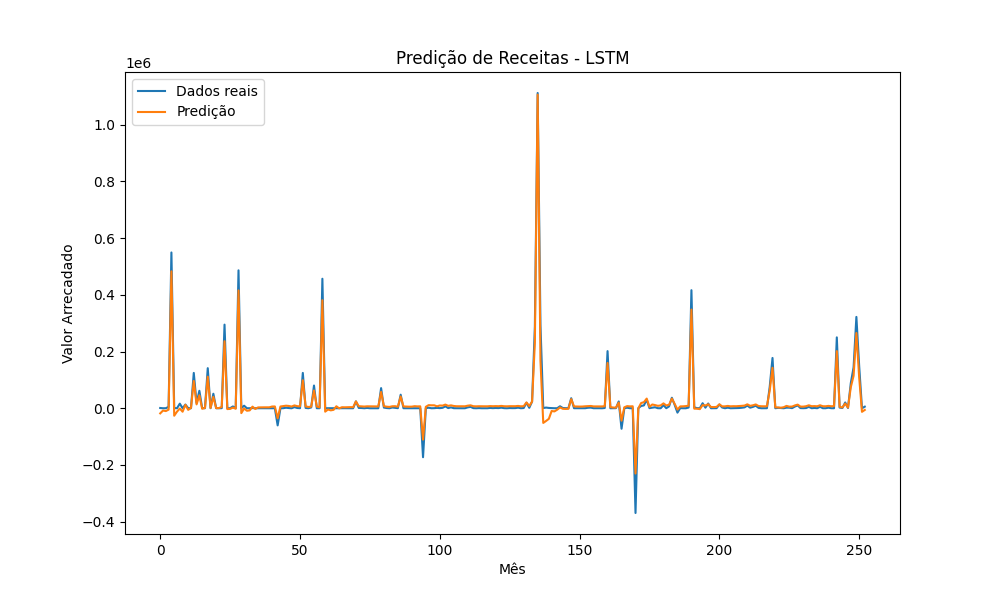 Predição de Receitas - LSTM
1e6
Dados reais
Predição
1.0
0.8
0.6
0.4
0.2
0.0
−0.2
−0.4
Valor Arrecadado
0 50 100 150 200 250
Mês